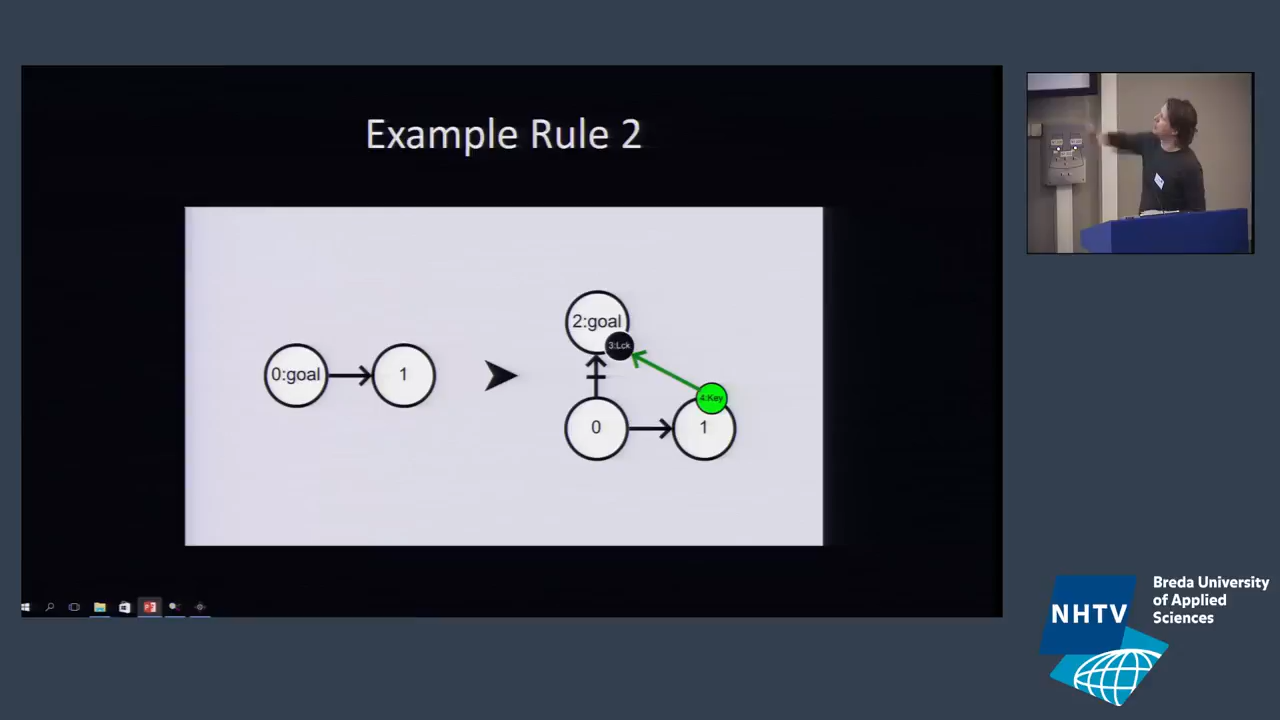 Example Rule 2
0:goal
1
2:goal
3:Lck
4:Key
0
1
NHTV
Breda University
of Applied
Sciences